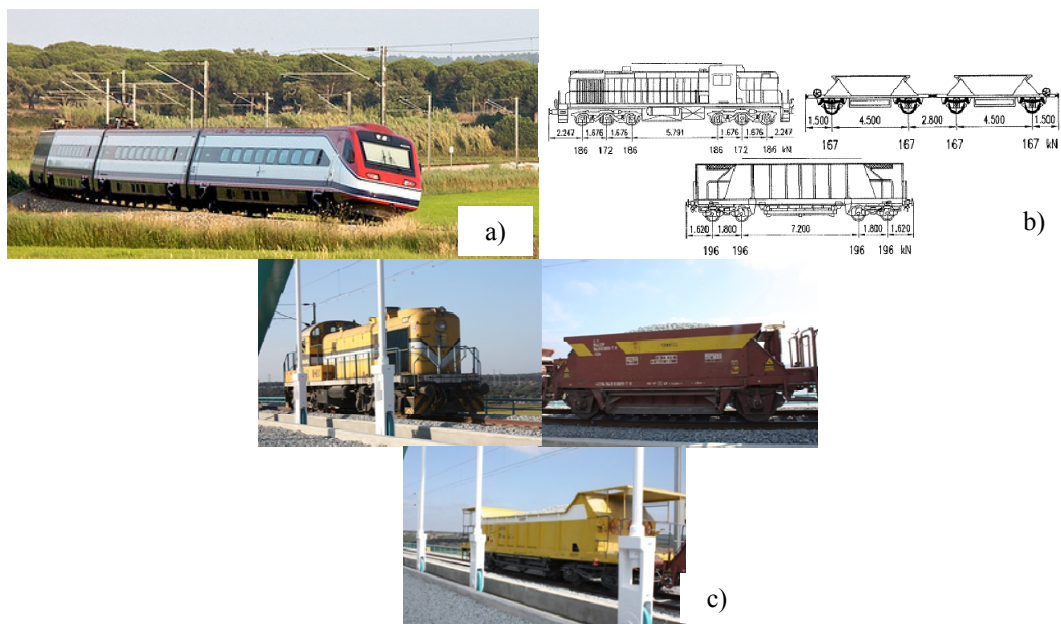 a)
2.247 1.676 1.676 5.791 1.676 1.676 2.247
186 172 186 186 172 186 kN
1.500 4.500 2.800 4.500 1.500
167 167 167 167 kN
1.620 1.800 7.200 1.800 1.620
196 196 196 196 kN
b)
c)